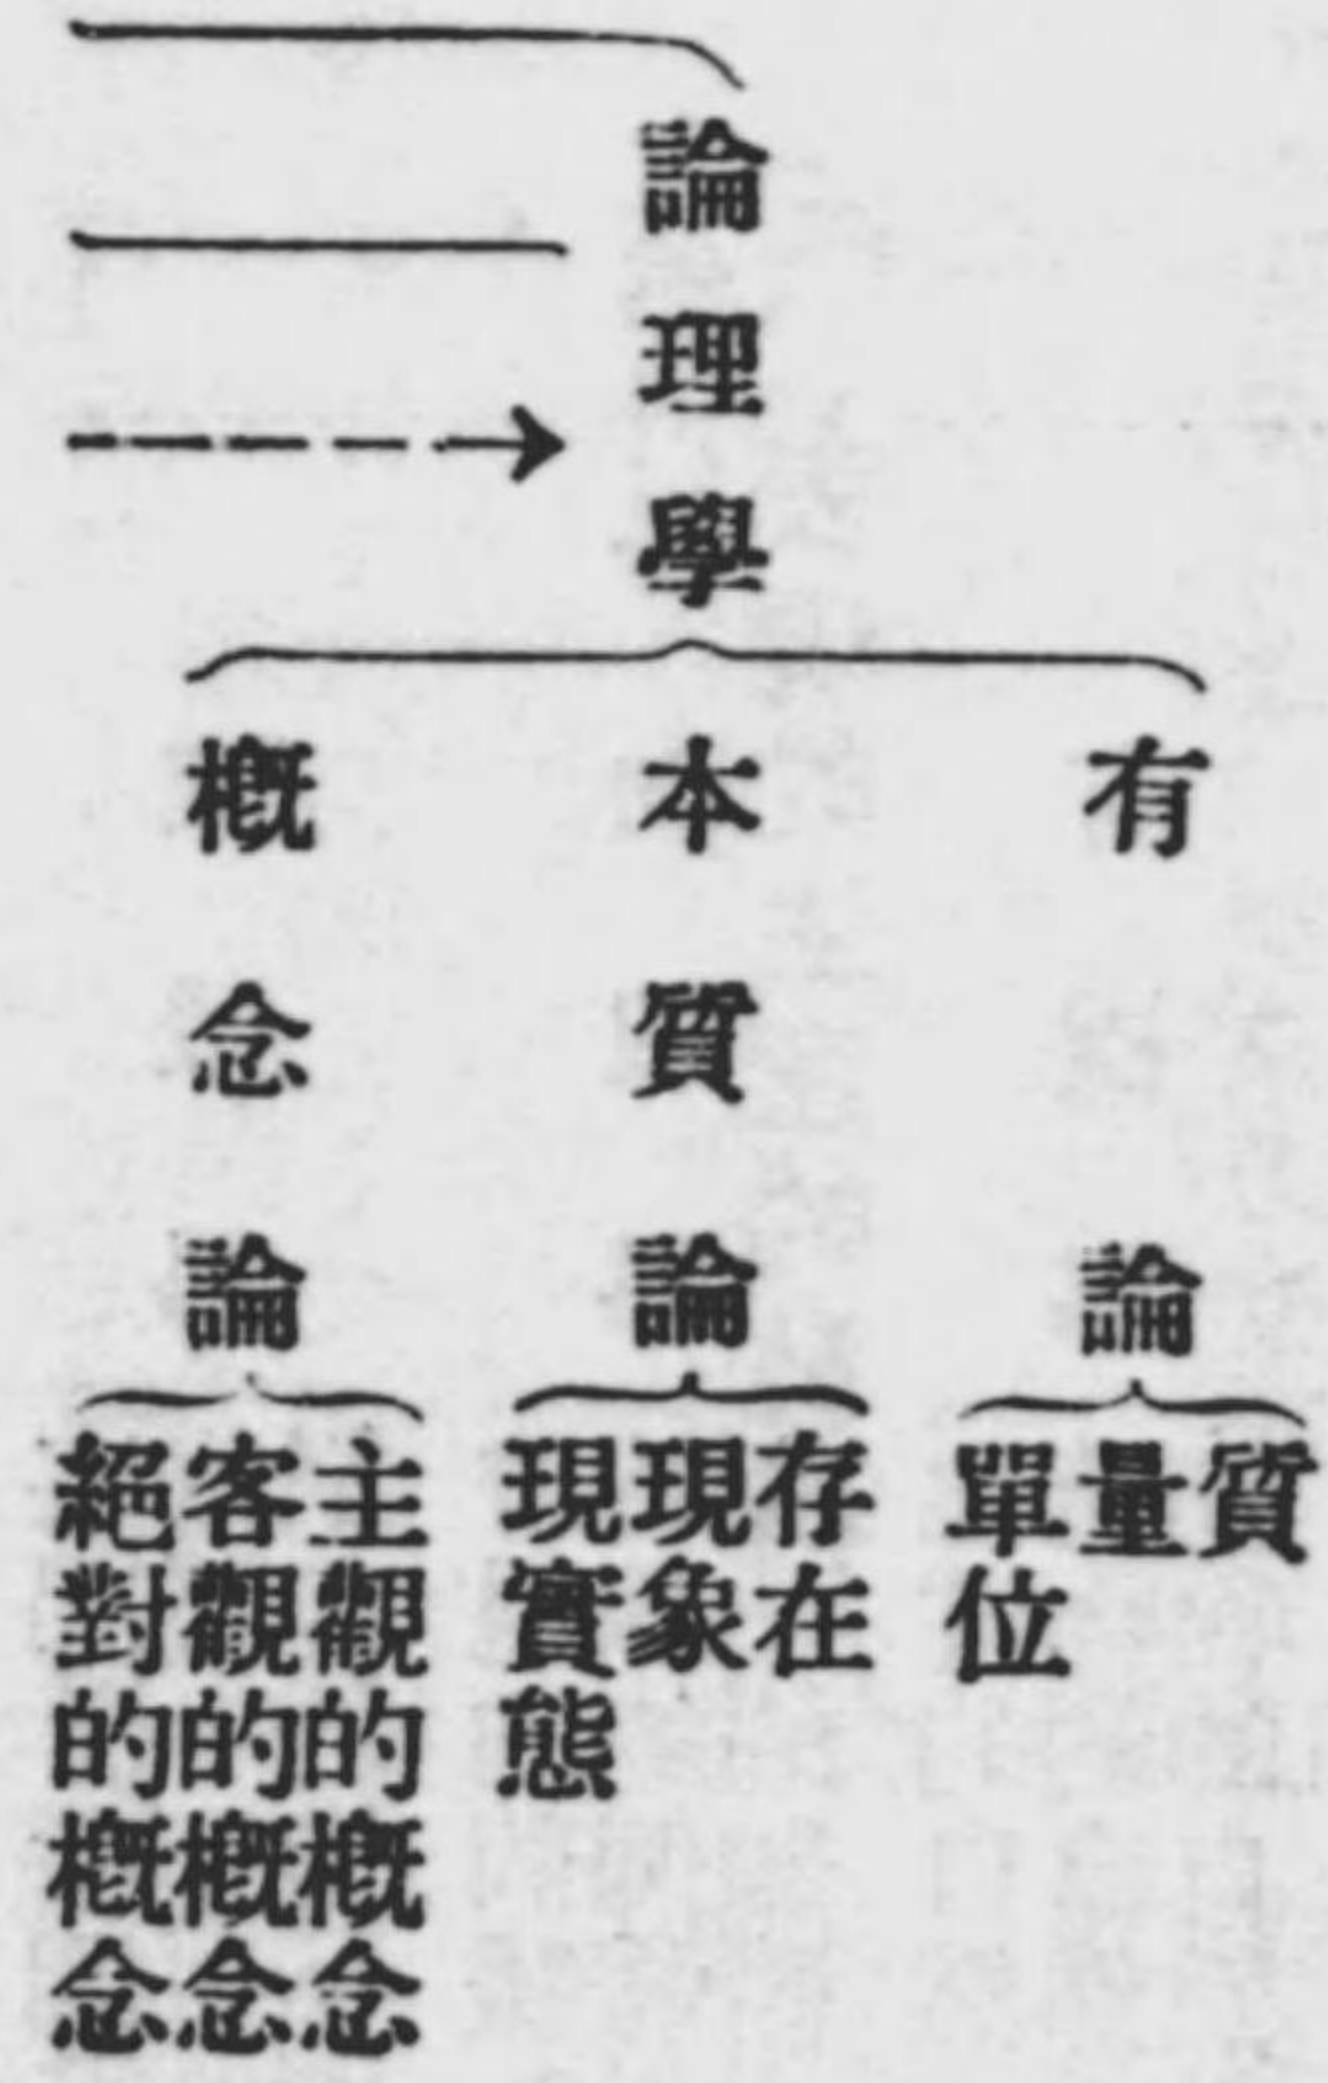 論理學
有論
質
量
單位
本質論
存在
現象
現實態
概念論
主觀的概念
客觀的概念
絕對的概念